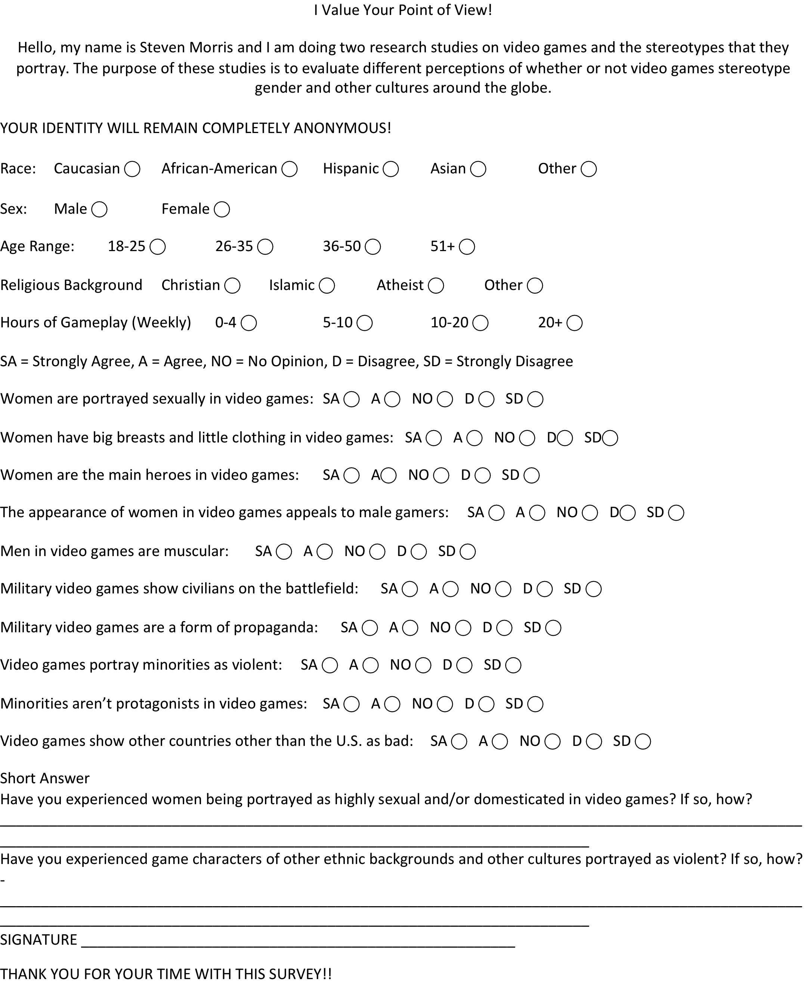 I Value Your Point of View!
Hello, my name is Steven Morris and I am doing two research studies on video games and the stereotypes that they
portray. The purpose of these studies is to evaluate different perceptions of whether or not video games stereotype
gender and other cultures around the globe.
YOUR IDENTITY WILL REMAIN COMPLETELY ANONYMOUS!
Race: Caucasian African-American Hispanic Asian Other
Sex: Male Female
Age Range: 18-25 26-35 36-50 51+
Religious Background Christian Islamic Atheist Other
Hours of Gameplay (Weekly) 0-4 5-10 10-20 20+
SA = Strongly Agree, A = Agree, NO = No Opinion, D = Disagree, SD = Strongly Disagree
Women are portrayed sexually in video games: SA A NO D SD
Women have big breasts and little clothing in video games: SA A NO D SD
Women are the main heroes in video games: SA A NO D SD
The appearance of women in video games appeals to male gamers: SA A NO D SD
Men in video games are muscular: SA A NO D SD
Military video games show civilians on the battlefield: SA A NO D SD
Military video games are a form of propaganda: SA A NO D SD
Video games portray minorities as violent: SA A NO D SD
Minorities aren’t protagonists in video games: SA A NO D SD
Video games show other countries other than the U.S. as bad: SA A NO D SD
Short Answer
Have you experienced women being portrayed as highly sexual and/or domesticated in video games? If so, how?
Have you experienced game characters of other ethnic backgrounds and other cultures portrayed as violent? If so, how?
-
SIGNATURE
THANK YOU FOR YOUR TIME WITH THIS SURVEY!!